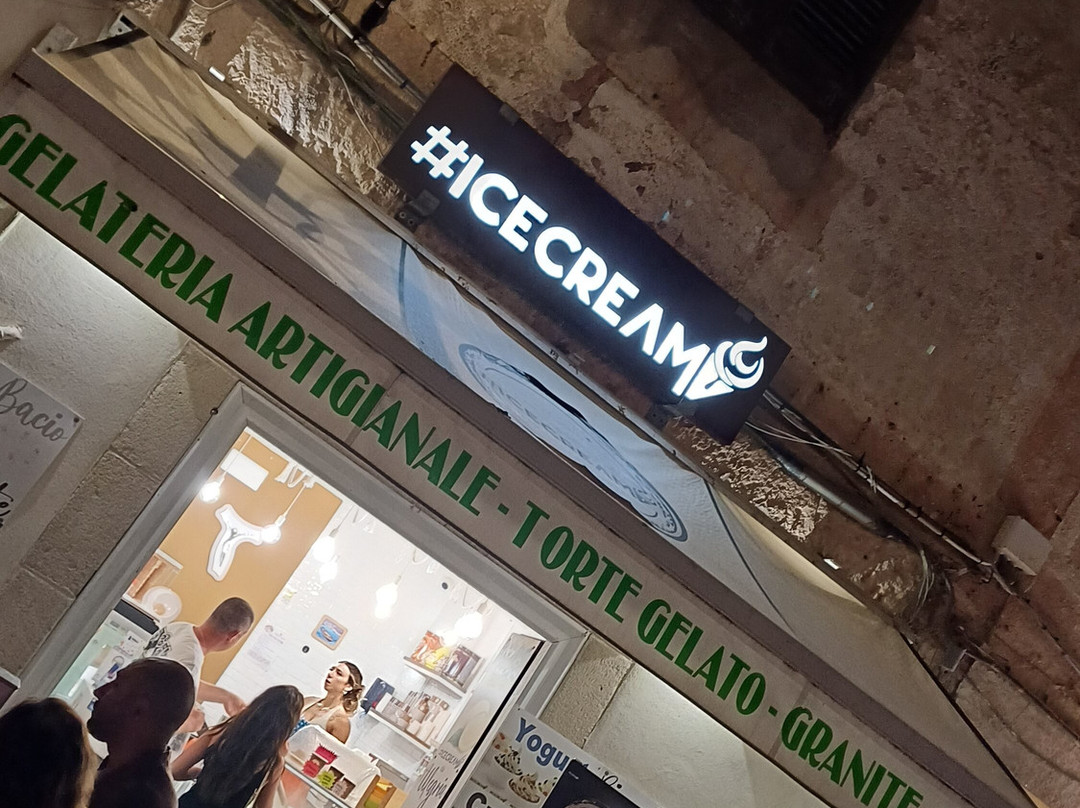 #ICECREAM
GELATERIA ARTIGIANALE - TORTE GELATO - GRANITE
Bacio
Yogu